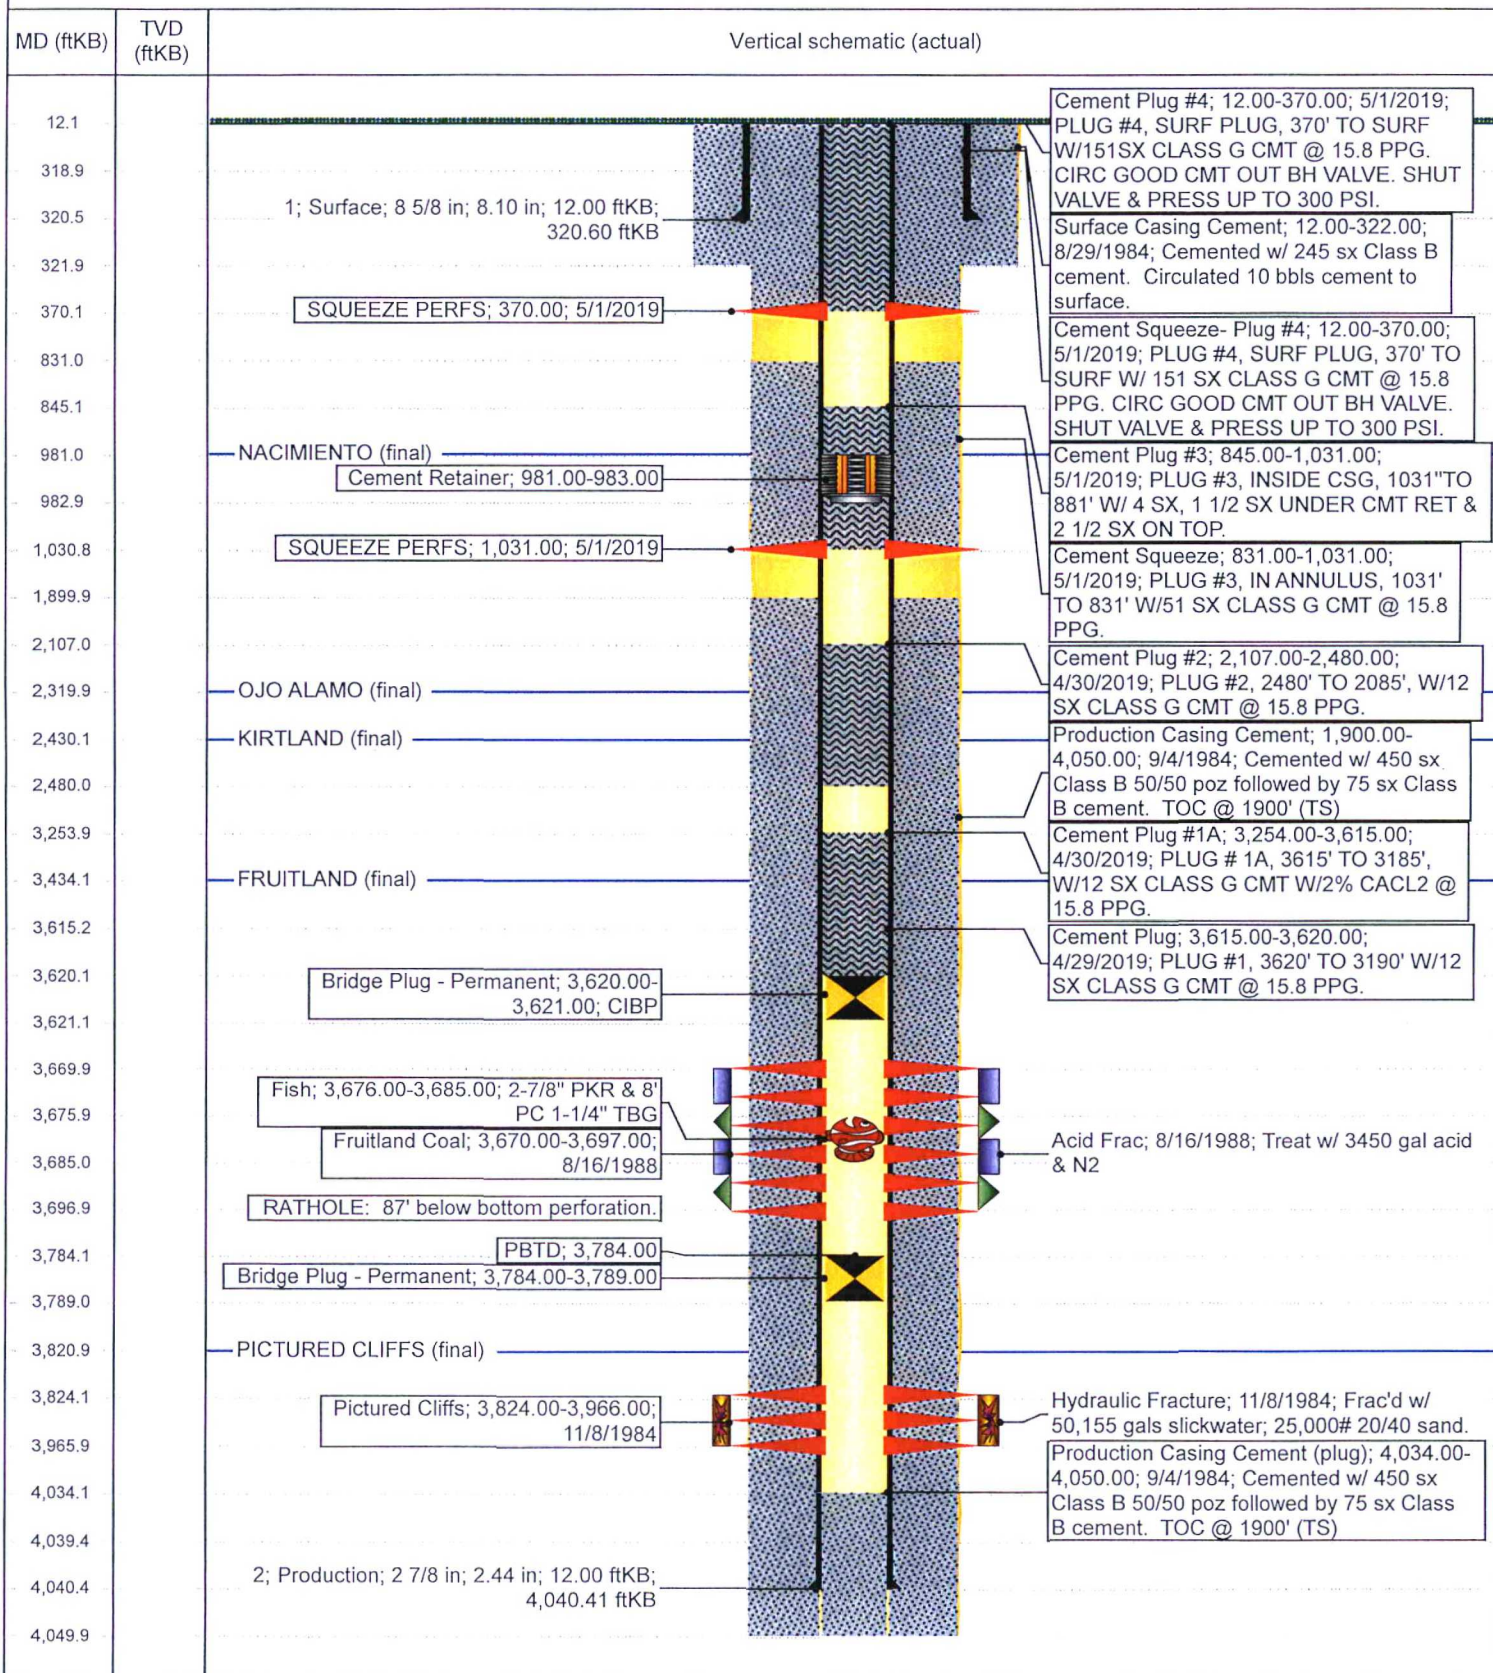 MD (ftKB)
TVD
(ftKB)
Vertical schematic (actual)
12.1
318.9
320.5
321.9
370.1
831.0
845.1
981.0
982.9
1,030.8
1,899.9
2,107.0
2,319.9
2,430.1
2,480.0
3,253.9
3,434.1
3,615.2
3,620.1
3,621.1
3,669.9
3,675.9
3,685.0
3,696.9
3,784.1
3,789.0
3,820.9
3,824.1
3,965.9
4,034.1
4,039.4
4,040.4
4,049.9
1; Surface; 8 5/8 in; 8.10 in; 12.00 ftKB;
320.60 ftKB
SQUEEZE PERFS; 370.00; 5/1/2019
NACIMIENTO (final)
Cement Retainer; 981.00-983.00
SQUEEZE PERFS; 1,031.00; 5/1/2019
OJO ALAMO (final)
KIRTLAND (final)
FRUITLAND (final)
Bridge Plug - Permanent; 3,620.00-
3,621.00; CIBP
Fish; 3,676.00-3,685.00; 2-7/8" PKR & 8'
PC 1-1/4" TBG
Fruitland Coal; 3,670.00-3,697.00;
8/16/1988
RATHOLE: 87' below bottom perforation.
PBTD; 3,784.00
Bridge Plug - Permanent; 3,784.00-3,789.00
PICTURED CLIFFS (final)
Pictured Cliffs; 3,824.00-3,966.00;
11/8/1984
2; Production; 2 7/8 in; 2.44 in; 12.00 ftKB;
4,040.41 ftKB
Cement Plug #4; 12.00-370.00; 5/1/2019;
PLUG #4, SURF PLUG, 370' TO SURF
W/151SX CLASS G CMT @ 15.8 PPG.
CIRC GOOD CMT OUT BH VALVE. SHUT
VALVE & PRESS UP TO 300 PSI.
Surface Casing Cement; 12.00-322.00;
8/29/1984; Cemented w/ 245 sx Class B
cement. Circulated 10 bbls cement to
surface.
Cement Squeeze- Plug #4; 12.00-370.00;
5/1/2019; PLUG #4, SURF PLUG, 370' TO
SURF W/ 151 SX CLASS G CMT @ 15.8
PPG. CIRC GOOD CMT OUT BH VALVE.
SHUT VALVE & PRESS UP TO 300 PSI.
Cement Plug #3; 845.00-1,031.00;
5/1/2019; PLUG #3, INSIDE CSG, 1031"TO
881' W/ 4 SX, 1 1/2 SX UNDER CMT RET &
2 1/2 SX ON TOP.
Cement Squeeze; 831.00-1,031.00;
5/1/2019; PLUG #3, IN ANNULUS, 1031'
TO 831' W/51 SX CLASS G CMT @ 15.8
PPG.
Cement Plug #2; 2,107.00-2,480.00;
4/30/2019; PLUG #2, 2480' TO 2085', W/12
SX CLASS G CMT @ 15.8 PPG.
Production Casing Cement; 1,900.00-
4,050.00; 9/4/1984; Cemented w/ 450 sx
Class B 50/50 poz followed by 75 sx Class
B cement. TOC @ 1900' (TS)
Cement Plug #1A; 3,254.00-3,615.00;
4/30/2019; PLUG # 1A, 3615' TO 3185',
W/12 SX CLASS G CMT W/2% CACL2 @
15.8 PPG.
Cement Plug; 3,615.00-3,620.00;
4/29/2019; PLUG #1, 3620' TO 3190' W/12
SX CLASS G CMT @ 15.8 PPG.
Acid Frac; 8/16/1988; Treat w/ 3450 gal acid
& N2
Hydraulic Fracture; 11/8/1984; Frac'd w/
50,155 gals slickwater; 25,000# 20/40 sand.
Production Casing Cement (plug); 4,034.00-
4,050.00; 9/4/1984; Cemented w/ 450 sx
Class B 50/50 poz followed by 75 sx Class
B cement. TOC @ 1900' (TS)